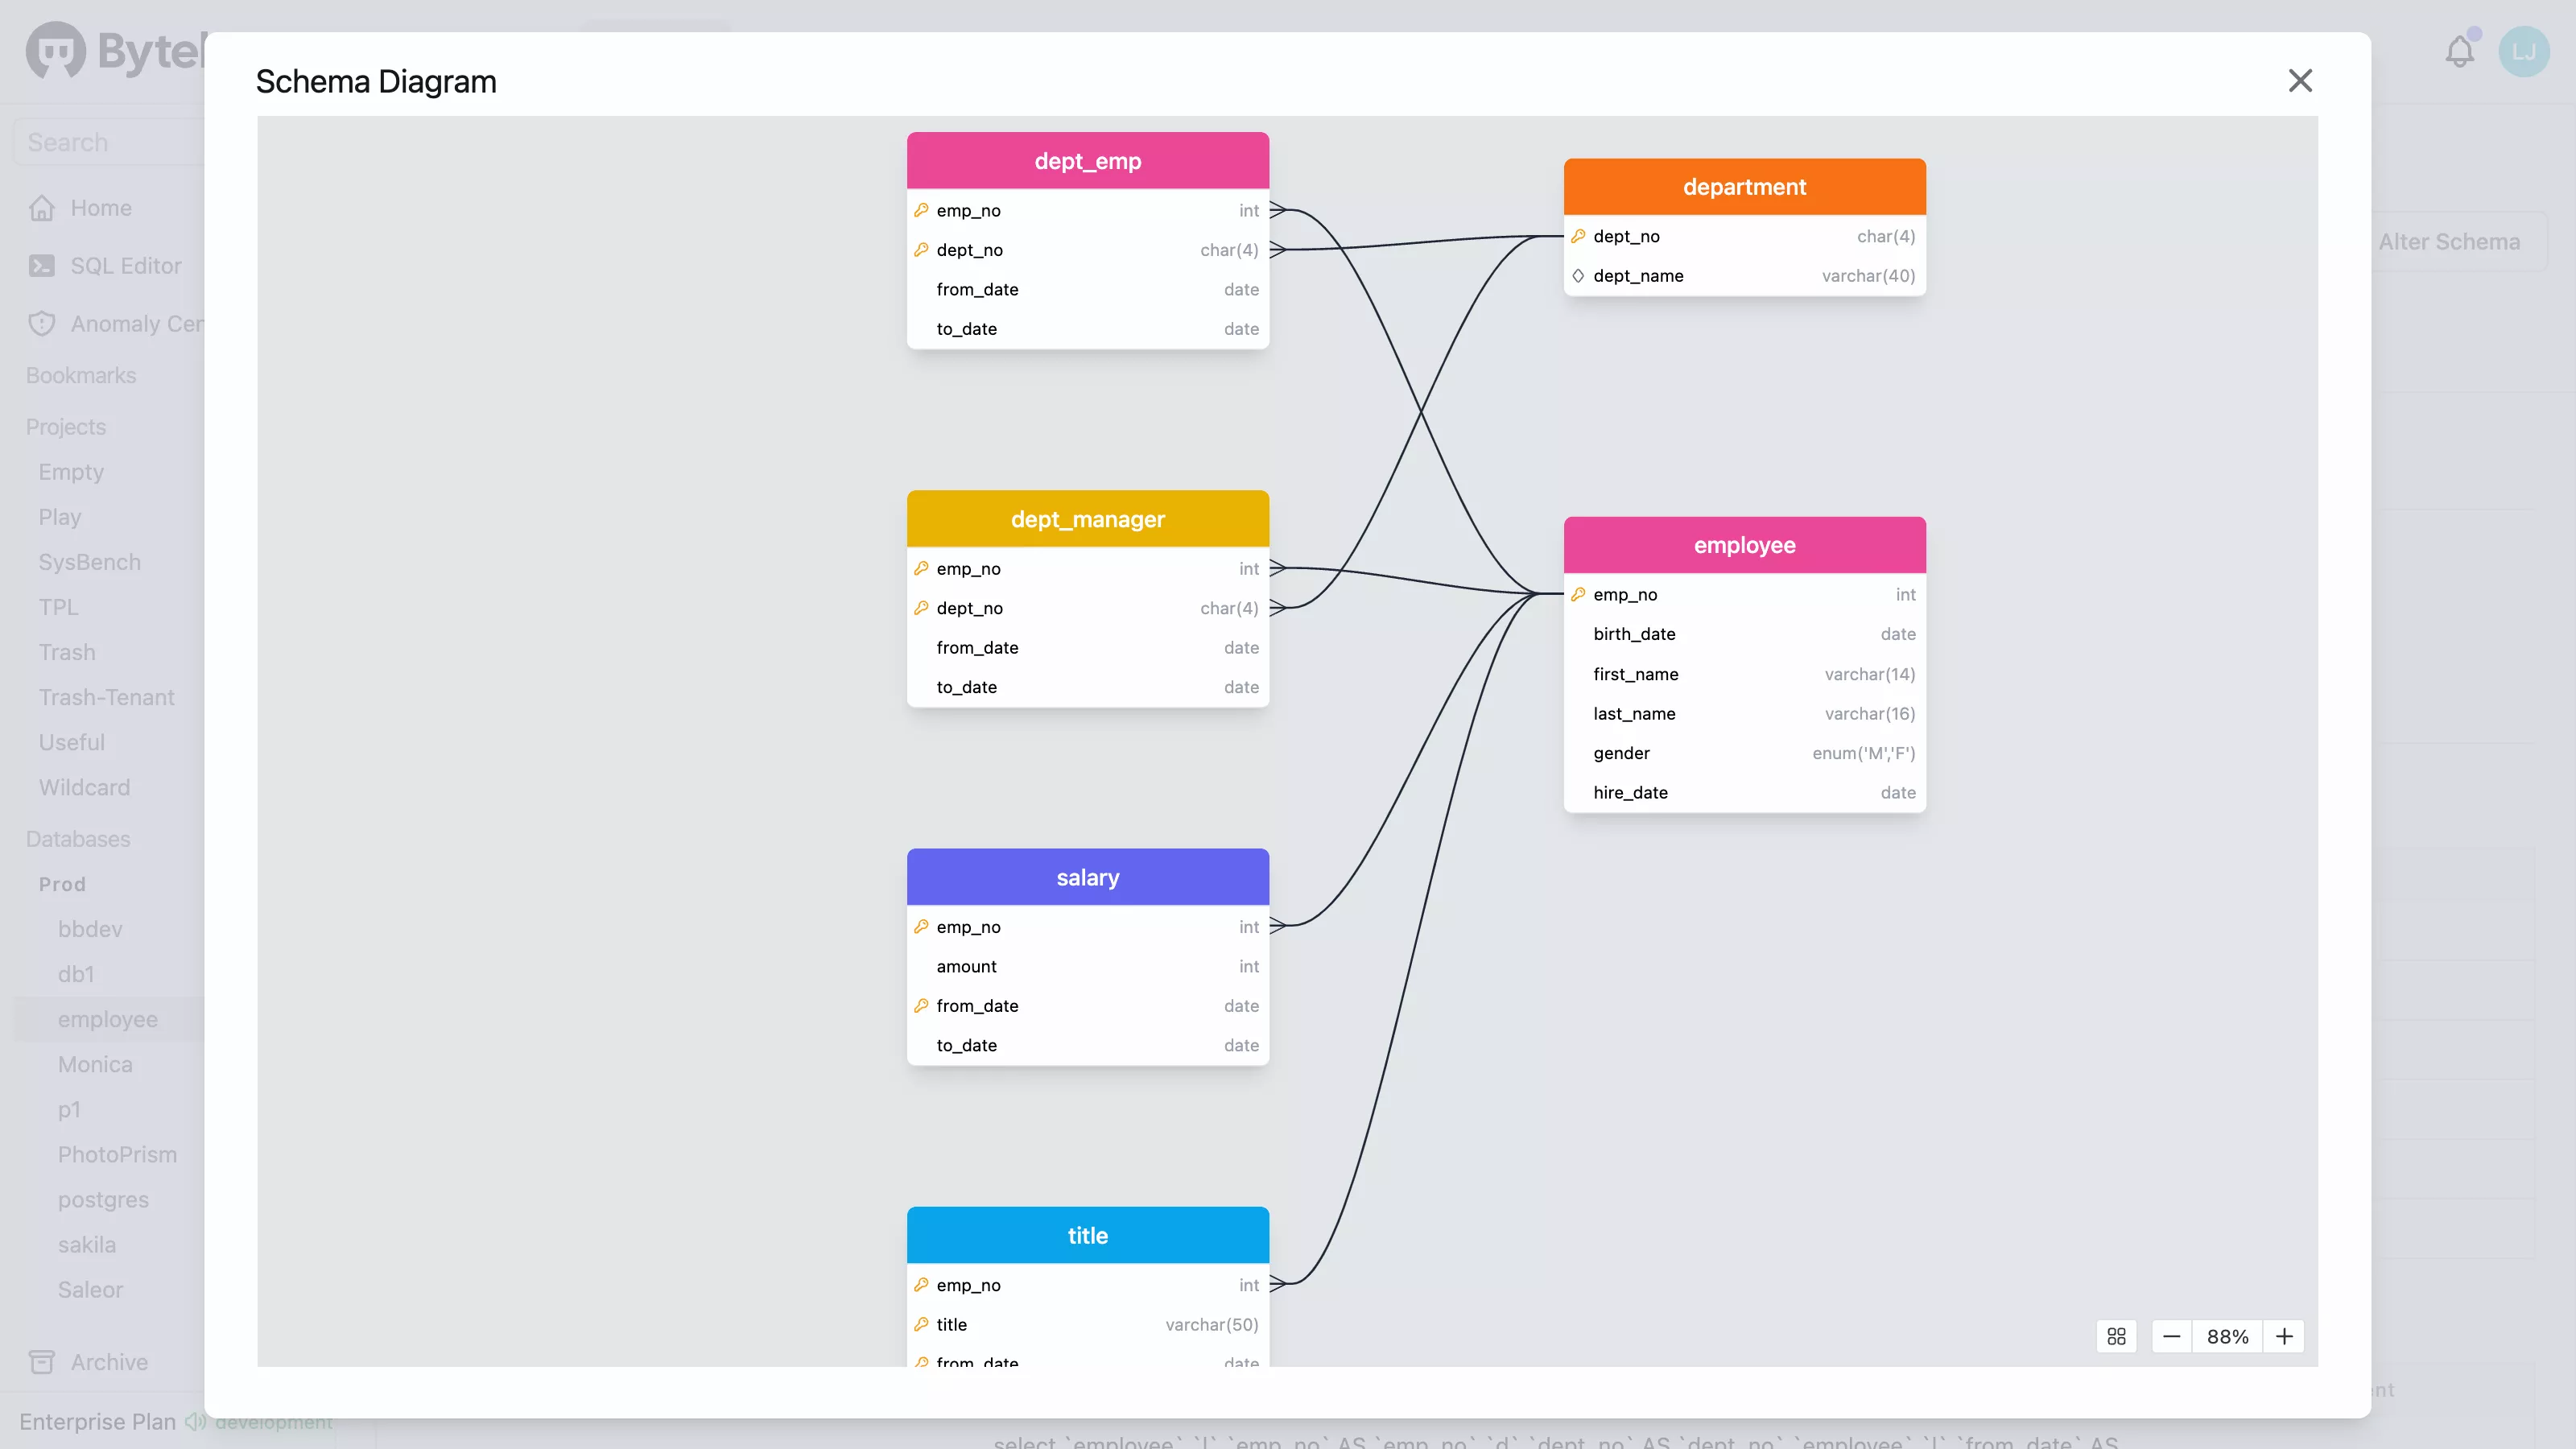 Byte
LJ
Schema Diagram
Search
Home
SQL Editor
Anomaly Cen
Bookmarks
Projects
Empty
Play
SysBench
TPL
Trash
Trash-Tenant
Useful
Wildcard
Databases
Prod
bbdev
db1
employee
Monica
p1
PhotoPrism
postgres
sakila
Saleor
Archive
Enterprise Plan development
Alter Schema
dept_emp
emp_no int
dept_no char(4)
from_date date
to_date date
department
dept_no char(4)
dept_name varchar(40)
dept_manager
emp_no int
dept_no char(4)
from_date date
to_date date
employee
emp_no int
birth_date date
first_name varchar(14)
last_name varchar(16)
gender enum('M','F')
hire_date date
salary
emp_no int
amount int
from_date date
to_date date
title
emp_no int
title varchar(50)
from_date date
88%
nt
select `employee`.`l`.`emp_no` AS `emp_no`,`d`.`dept_no` AS `dept_no`,`employee`.`l`.`from_date` AS